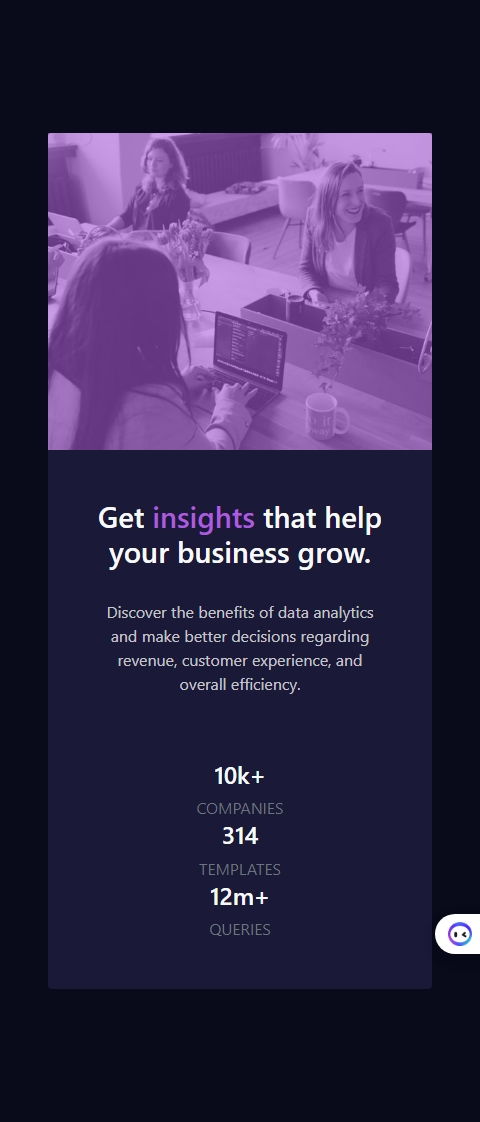 Get insights that help
your business grow.
Discover the benefits of data analytics
and make better decisions regarding
revenue, customer experience, and
overall efficiency.
10k+
COMPANIES
314
TEMPLATES
12m+
QUERIES